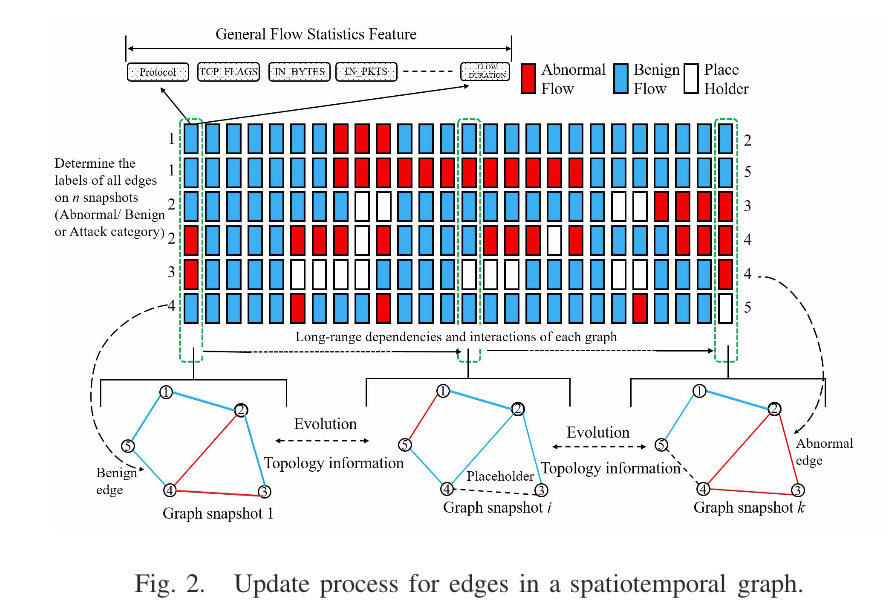 General Flow Statistics Feature
Protocol TCP_FLAGS IN_BYTES IN_PKTS FLOW_DURATION
Abnormal Flow
Benign Flow
Place Holder
Determine the
labels of all edges
on n snapshots
(Abnormal/ Benign
or Attack category)
1 2
1 5
2 3
2 4
3 4
4 5
Long-range dependencies and interactions of each graph
1 2 3 4 5
Benign
edge
Graph snapshot 1
Evolution
Topology information
1 2 3 4 5
Placeholder
Graph snapshot i
Evolution
Topology information
1 2 3 4 5
Abnormal
edge
Graph snapshot k
Fig. 2. Update process for edges in a spatiotemporal graph.